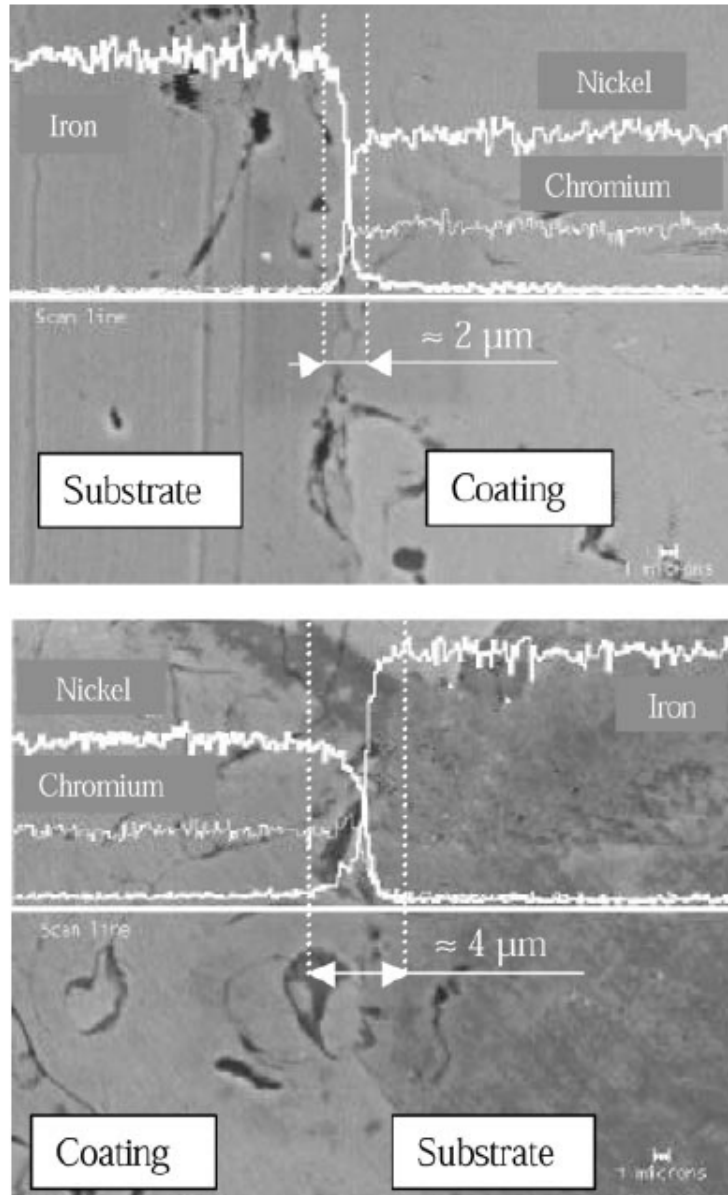 Nickel
Iron
Chromium
Scan line
≈ 2 μm
Substrate
Coating
1 microns
Nickel
Iron
Chromium
Scan line
≈ 4 μm
Coating
Substrate
1 microns